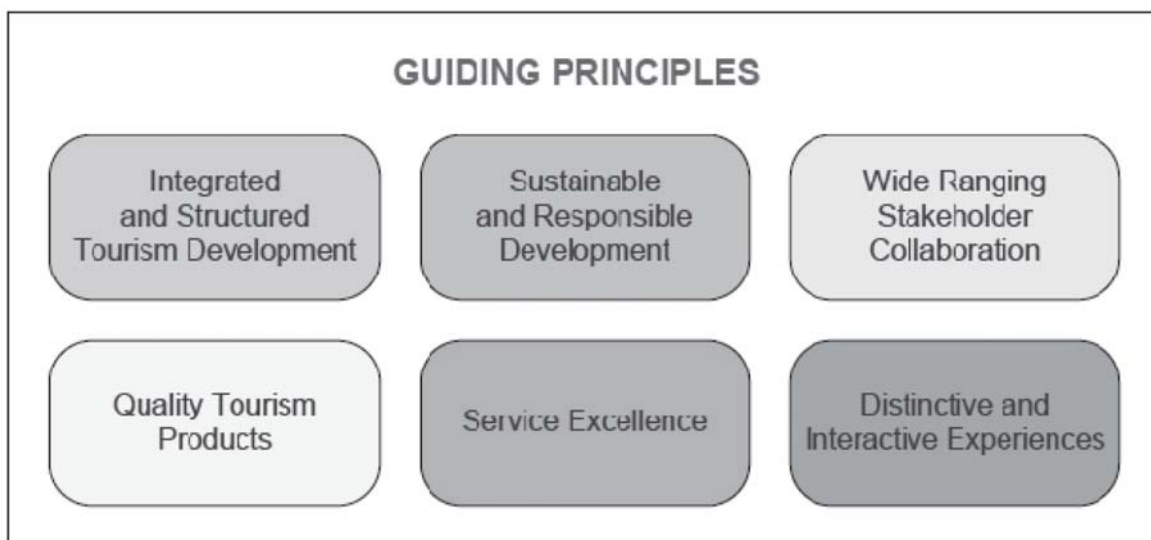 GUIDING PRINCIPLES
Integrated
and Structured
Tourism Development
Sustainable
and Responsible
Development
Wide Ranging
Stakeholder
Collaboration
Quality Tourism
Products
Service Excellence
Distinctive and
Interactive Experiences